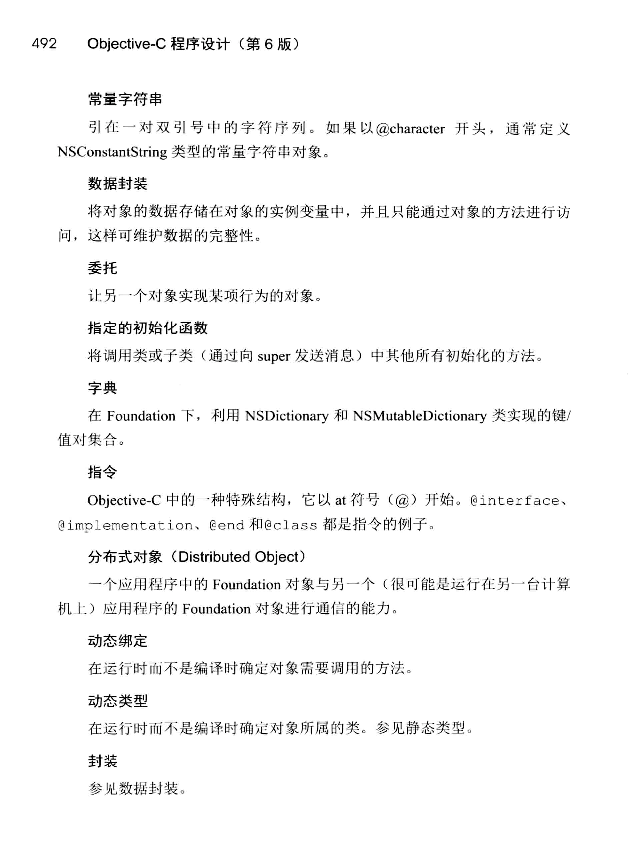 492 Objective-C 程序设计（第 6 版）
常量字符串
引在一对双引号中的字符序列。如果以@character 开头，通常定义
NSConstantString 类型的常量字符串对象。
数据封装
将对象的数据存储在对象的实例变量中，并且只能通过对象的方法进行访
问，这样可维护数据的完整性。
委托
让另一个对象实现某项行为的对象。
指定的初始化函数
将调用类或子类（通过向 super 发送消息）中其他所有初始化的方法。
字典
在 Foundation 下，利用 NSDictionary 和 NSMutableDictionary 类实现的键/
值对集合。
指令
Objective-C 中的一种特殊结构，它以 at 符号（@）开始。@interface、
@implementation、@end 和@class 都是指令的例子。
分布式对象（Distributed Object）
一个应用程序中的 Foundation 对象与另一个（很可能是运行在另一台计算
机上）应用程序的 Foundation 对象进行通信的能力。
动态绑定
在运行时而不是编译时确定对象需要调用的方法。
动态类型
在运行时而不是编译时确定对象所属的类。参见静态类型。
封装
参见数据封装。